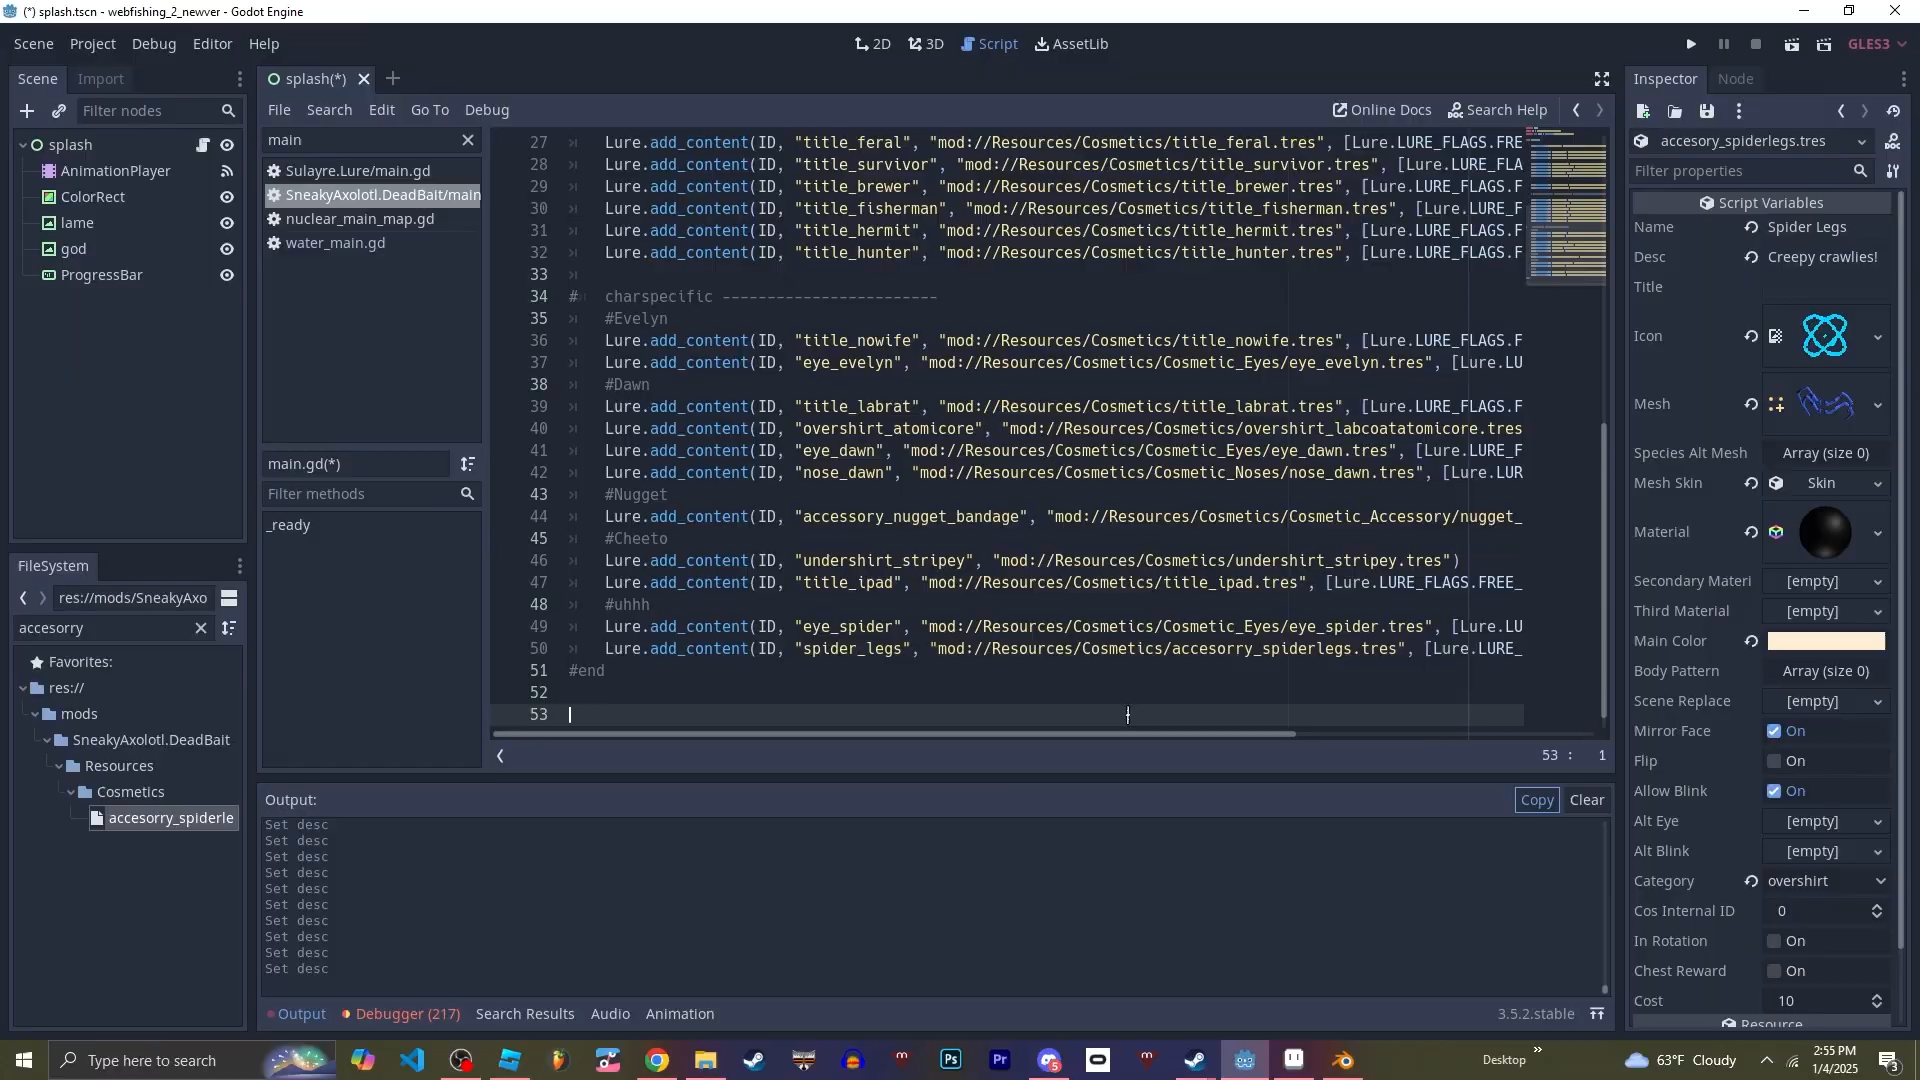 (*) splash.tscn - webfishing_2_newver - Godot Engine
Scene Project Debug Editor Help
2D 3D Script AssetLib
GLES3
Scene Import
Filter nodes
splash
AnimationPlayer
ColorRect
lame
god
ProgressBar
FileSystem
res://mods/SneakyAxo
accesorry
Favorites:
res://
mods
SneakyAxolotl.DeadBait
Resources
Cosmetics
accesorry_spiderle
splash(*)
File Search Edit Go To Debug
Online Docs Search Help
main
Sulayre.Lure/main.gd
SneakyAxolotl.DeadBait/main
nuclear_main_map.gd
water_main.gd
main.gd(*)
Filter methods
_ready
27 Lure.add_content(ID, "title_feral", "mod://Resources/Cosmetics/title_feral.tres", [Lure.LURE_FLAGS.FRE
28 Lure.add_content(ID, "title_survivor", "mod://Resources/Cosmetics/title_survivor.tres", [Lure.LURE_FLA
29 Lure.add_content(ID, "title_brewer", "mod://Resources/Cosmetics/title_brewer.tres", [Lure.LURE_FLAGS.F
30 Lure.add_content(ID, "title_fisherman", "mod://Resources/Cosmetics/title_fisherman.tres", [Lure.LURE_F
31 Lure.add_content(ID, "title_hermit", "mod://Resources/Cosmetics/title_hermit.tres", [Lure.LURE_FLAGS.F
32 Lure.add_content(ID, "title_hunter", "mod://Resources/Cosmetics/title_hunter.tres", [Lure.LURE_FLAGS.F
33
34 # charspecific ------------------------
35 #Evelyn
36 Lure.add_content(ID, "title_nowife", "mod://Resources/Cosmetics/title_nowife.tres", [Lure.LURE_FLAGS.F
37 Lure.add_content(ID, "eye_evelyn", "mod://Resources/Cosmetics/Cosmetic_Eyes/eye_evelyn.tres", [Lure.LU
38 #Dawn
39 Lure.add_content(ID, "title_labrat", "mod://Resources/Cosmetics/title_labrat.tres", [Lure.LURE_FLAGS.F
40 Lure.add_content(ID, "overshirt_atomicore", "mod://Resources/Cosmetics/overshirt_labcoatatomicore.tres
41 Lure.add_content(ID, "eye_dawn", "mod://Resources/Cosmetics/Cosmetic_Eyes/eye_dawn.tres", [Lure.LURE_F
42 Lure.add_content(ID, "nose_dawn", "mod://Resources/Cosmetics/Cosmetic_Noses/nose_dawn.tres", [Lure.LUR
43 #Nugget
44 Lure.add_content(ID, "accessory_nugget_bandage", "mod://Resources/Cosmetics/Cosmetic_Accessory/nugget_
45 #Cheeto
46 Lure.add_content(ID, "undershirt_stripey", "mod://Resources/Cosmetics/undershirt_stripey.tres")
47 Lure.add_content(ID, "title_ipad", "mod://Resources/Cosmetics/title_ipad.tres", [Lure.LURE_FLAGS.FREE_
48 #uhhh
49 Lure.add_content(ID, "eye_spider", "mod://Resources/Cosmetics/Cosmetic_Eyes/eye_spider.tres", [Lure.LU
50 Lure.add_content(ID, "spider_legs", "mod://Resources/Cosmetics/accesorry_spiderlegs.tres", [Lure.LURE_
51 #end
52
53
53 : 1
Output:
Copy Clear
Set desc
Set desc
Set desc
Set desc
Set desc
Set desc
Set desc
Set desc
Set desc
Set desc
Output Debugger (217) Search Results Audio Animation
3.5.2.stable
Inspector Node
accesorry_spiderlegs.tres
Filter properties
Script Variables
Name Spider Legs
Desc Creepy crawlies!
Title
Icon
Mesh
Species Alt Mesh Array (size 0)
Mesh Skin Skin
Material
Secondary Materi [empty]
Third Material [empty]
Main Color
Body Pattern Array (size 0)
Scene Replace [empty]
Mirror Face On
Flip On
Allow Blink On
Alt Eye [empty]
Alt Blink [empty]
Category overshirt
Cos Internal ID 0
In Rotation On
Chest Reward On
Cost 10
Resource
Type here to search
Ps
Pr
5
Desktop
63°F Cloudy
2:55 PM
1/4/2025
3